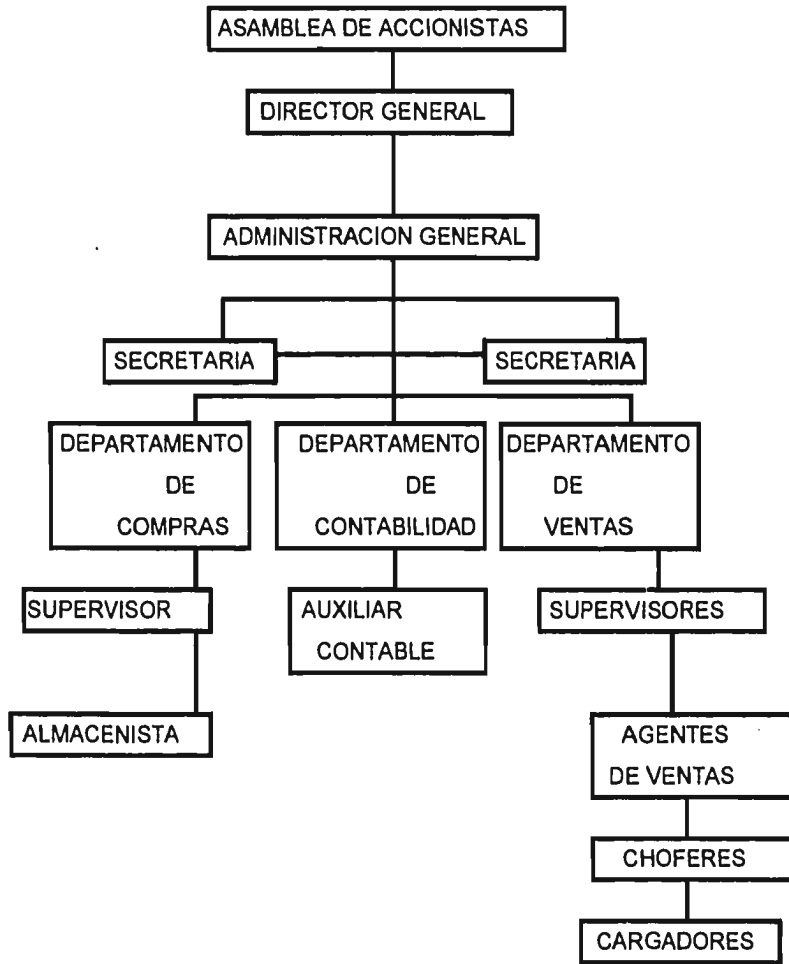 ASAMBLEA DE ACCIONISTAS
DIRECTOR GENERAL
ADMINISTRACION GENERAL
SECRETARIA
SECRETARIA
DEPARTAMENTO
DE
COMPRAS
DEPARTAMENTO
DE
CONTABILIDAD
DEPARTAMENTO
DE
VENTAS
SUPERVISOR
AUXILIAR
CONTABLE
SUPERVISORES
ALMACENISTA
AGENTES
DE VENTAS
CHOFERES
CARGADORES